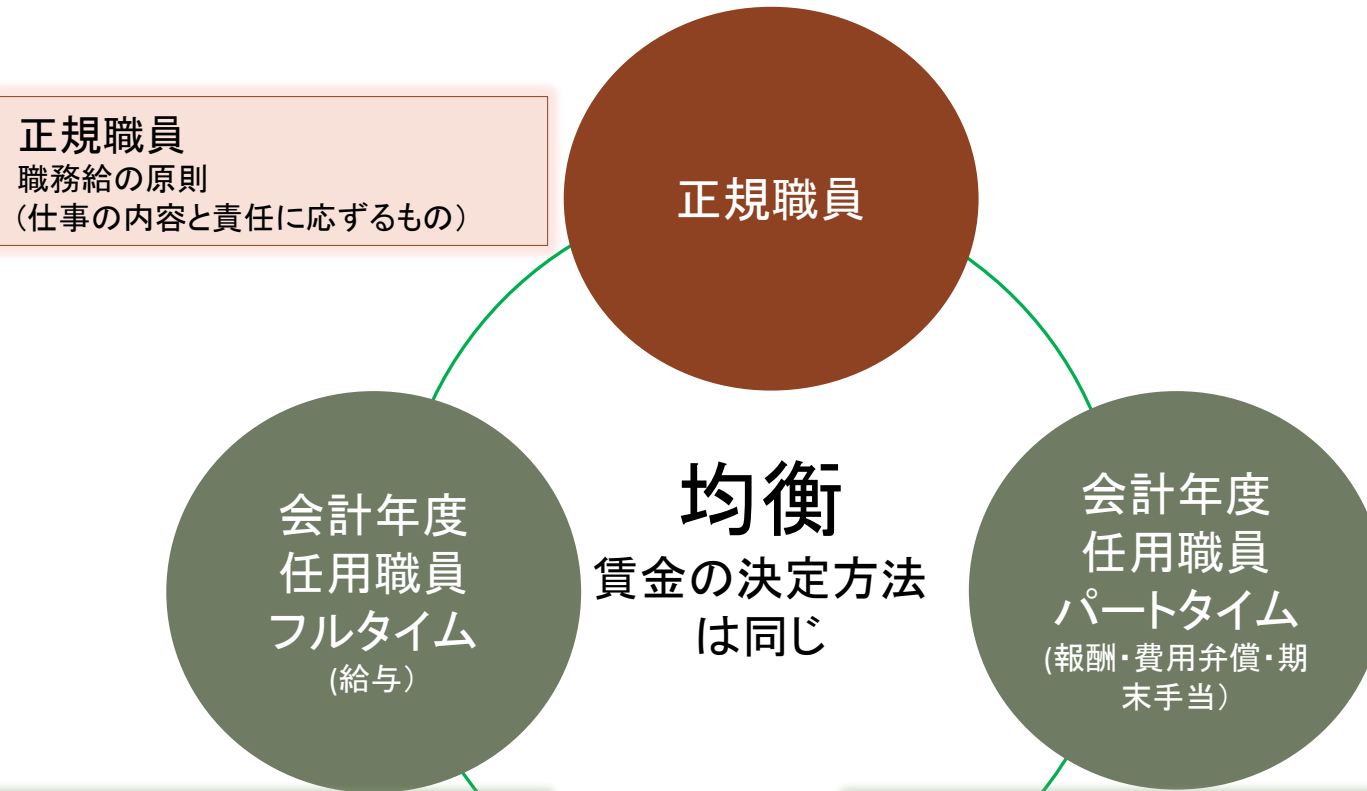 正規職員
職務給の原則
(仕事の内容と責任に応ずるもの)
正規職員
均衡
賃金の決定方法
は同じ
会計年度
任用職員
フルタイム
(給与)
会計年度
任用職員
パートタイム
(報酬・費用弁償・期
末手当)